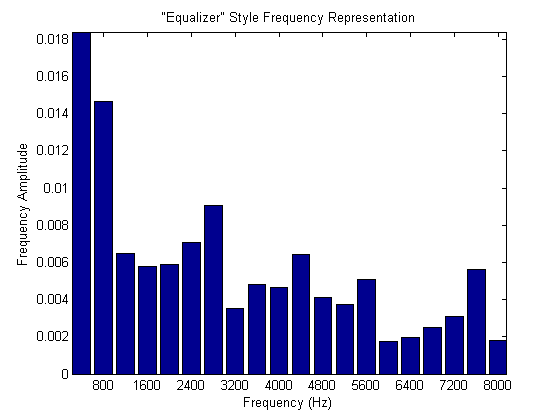 "Equalizer" Style Frequency Representation
Frequency Amplitude
0.018
0.016
0.014
0.012
0.01
0.008
0.006
0.004
0.002
0
800 1600 2400 3200 4000 4800 5600 6400 7200 8000
Frequency (Hz)